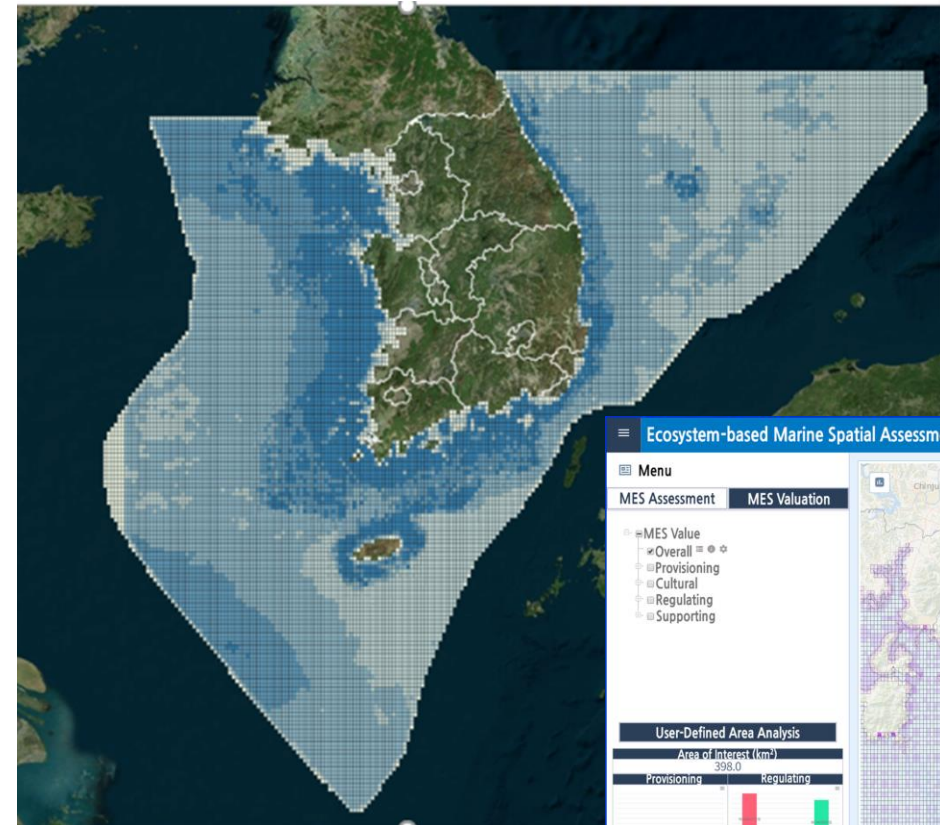 Ecosystem-based Marine Spatial Assessm
Menu
MES Assessment MES Valuation
MES Value
Overall
Provisioning
Cultural
Regulating
Supporting
User-Defined Area Analysis
Area of Interest (km²)
398.0
Provisioning Regulating
Chinju